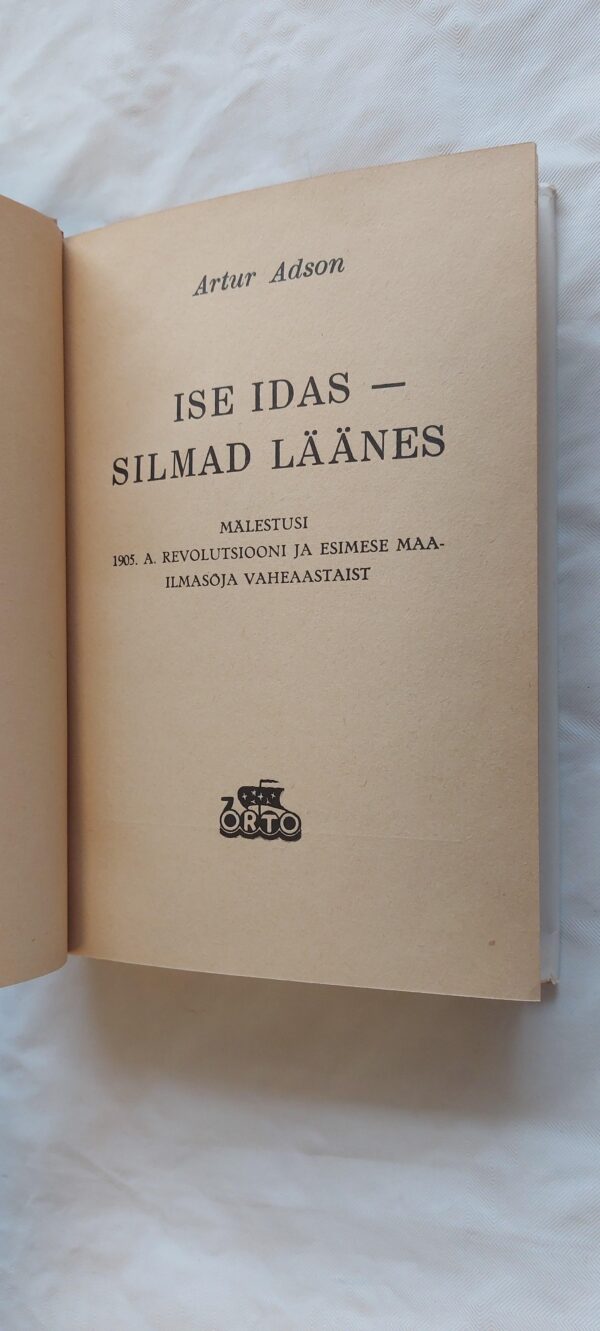 Artur Adson
ISE IDAS —
SILMAD LÄÄNES
MÄLESTUSI
1905. A. REVOLUTSIOONI JA ESIMESE MAA-
ILMASÕJA VAHEAASTAIST
ORTO